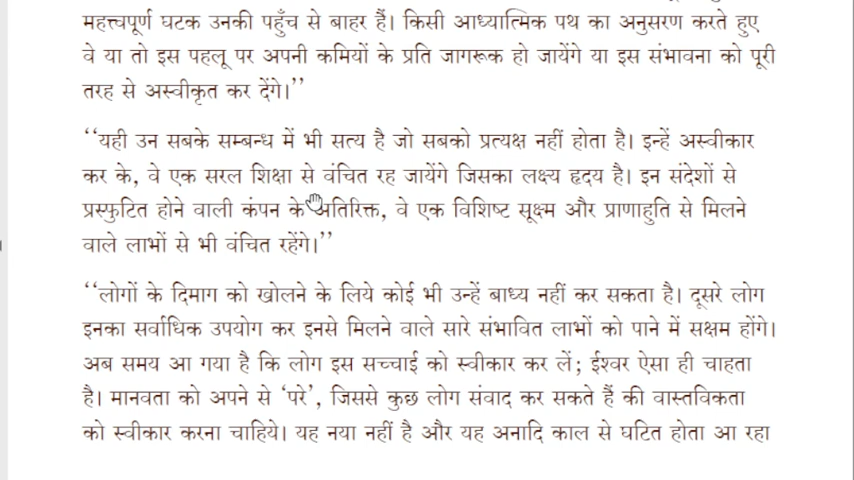 महत्त्वपूर्ण घटक उनकी पहुँच से बाहर हैं। किसी आध्यात्मिक पथ का अनुसरण करते हुए
वे या तो इस पहलू पर अपनी कमियों के प्रति जागरूक हो जायेंगे या इस संभावना को पूरी
तरह से अस्वीकृत कर देंगे।’’
‘‘यही उन सबके सम्बन्ध में भी सत्य है जो सबको प्रत्यक्ष नहीं होता है। इन्हें अस्वीकार
कर के, वे एक सरल शिक्षा से वंचित रह जायेंगे जिसका लक्ष्य हृदय है। इन संदेशों से
प्रस्फुटित होने वाली कंपन के अतिरिक्त, वे एक विशिष्ट सूक्ष्म और प्राणाहुति से मिलने
वाले लाभों से भी वंचित रहेंगे।’’
‘‘लोगों के दिमाग को खोलने के लिये कोई भी उन्हें बाध्य नहीं कर सकता है। दूसरे लोग
इनका सर्वाधिक उपयोग कर इनसे मिलने वाले सारे संभावित लाभों को पाने में सक्षम होंगे।
अब समय आ गया है कि लोग इस सच्चाई को स्वीकार कर लें; ईश्वर ऐसा ही चाहता
है। मानवता को अपने से ‘परे’, जिससे कुछ लोग संवाद कर सकते हैं की वास्तविकता
को स्वीकार करना चाहिये। यह नया नहीं है और यह अनादि काल से घटित होता आ रहा